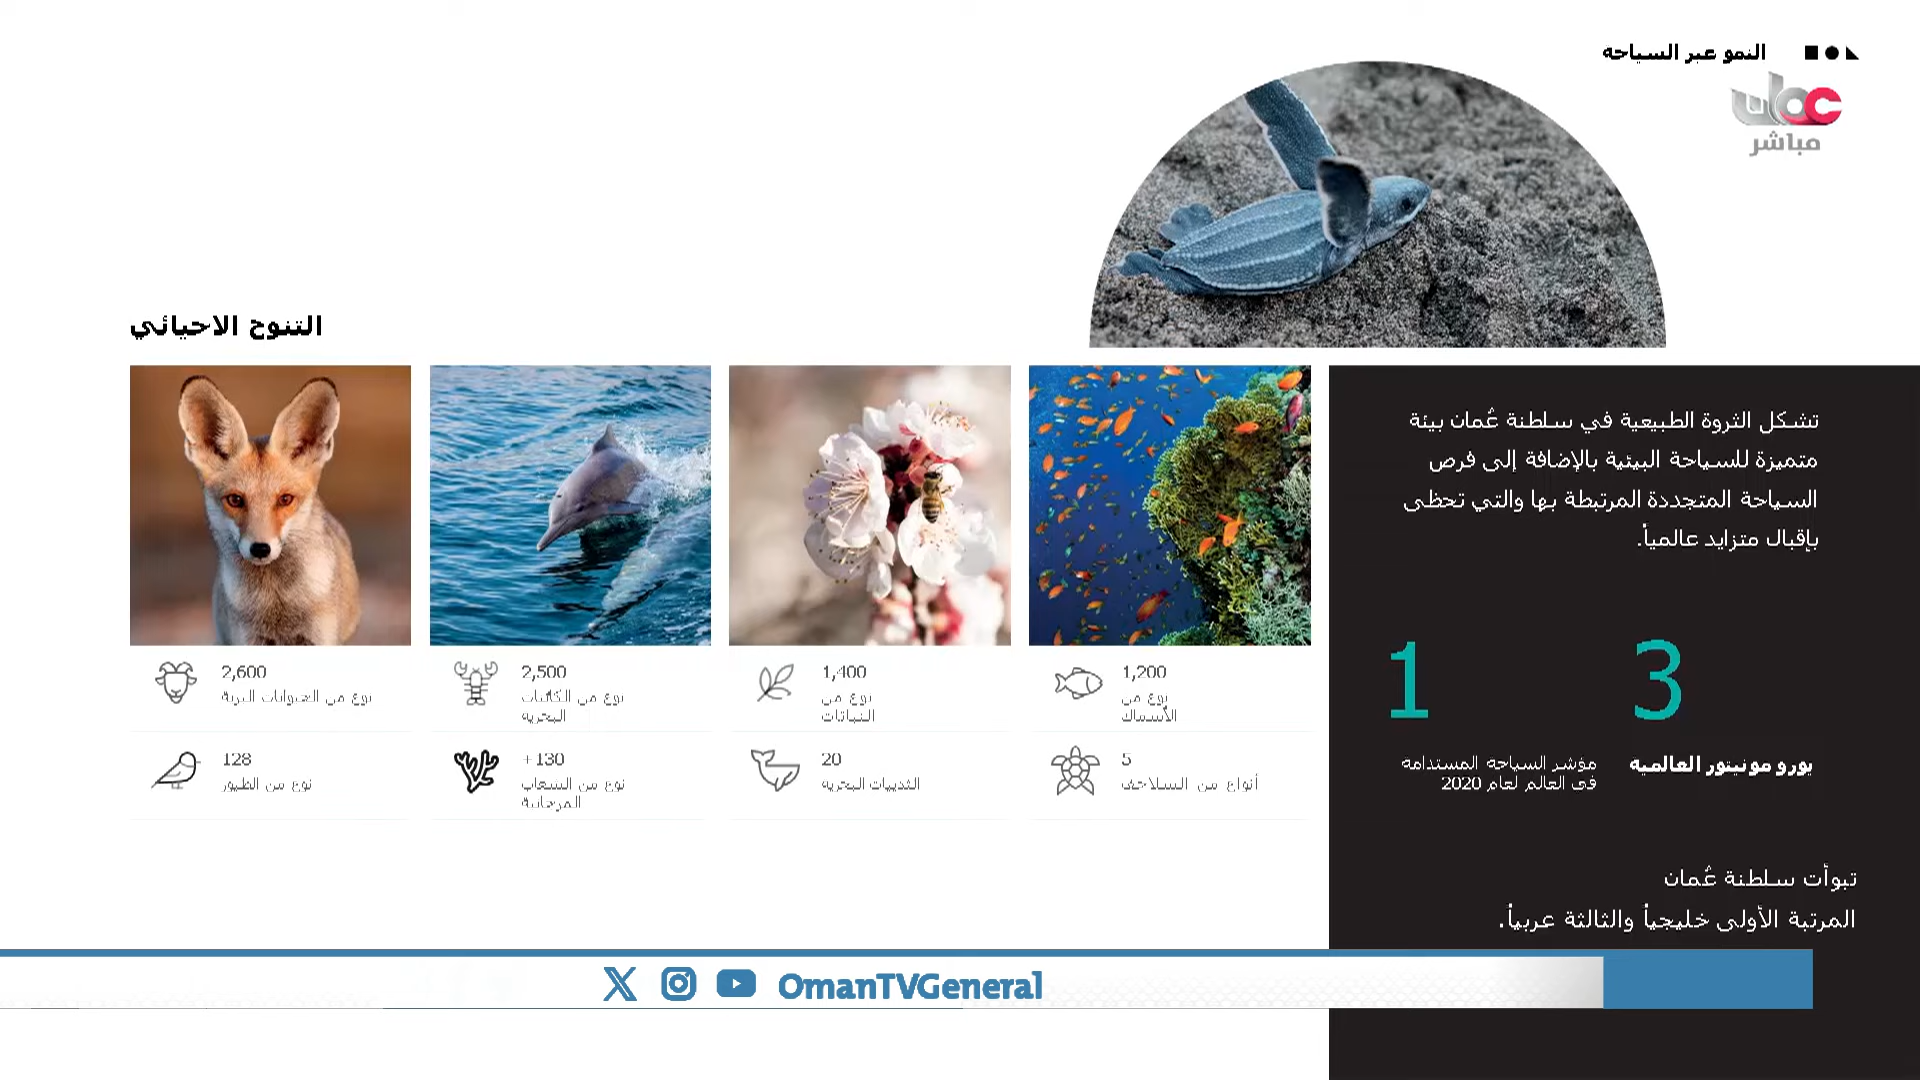 النمو عبر السياحة
عمان
مباشر
التنوح الاحيائي
تشكل الثروة الطبيعية في سلطنة عُمان بيئة
متميزة للسياحة البيئية بالإضافة إلى فرص
السياحة المتجددة المرتبطة بها والتي تحظى
بإقبال متزايد عالمياً.
3
يورو مونيتور العالمية
1
مؤشر السياحة المستدامة
في العالم لعام 2020
تبوأت سلطنة عُمان
المرتبة الأولى خليجياً والثالثة عربياً.
1,200
نوع من
الأسماك
1,400
نوع من
النباتات
2,500
نوع من الكائنات
البحرية
2,600
نوع من الحيوانات البرية
5
أنواع من السلاحف
20
الثدييات البحرية
+130
نوع من الشعاب
المرجانية
128
نوع من الطيور
OmanTVGeneral